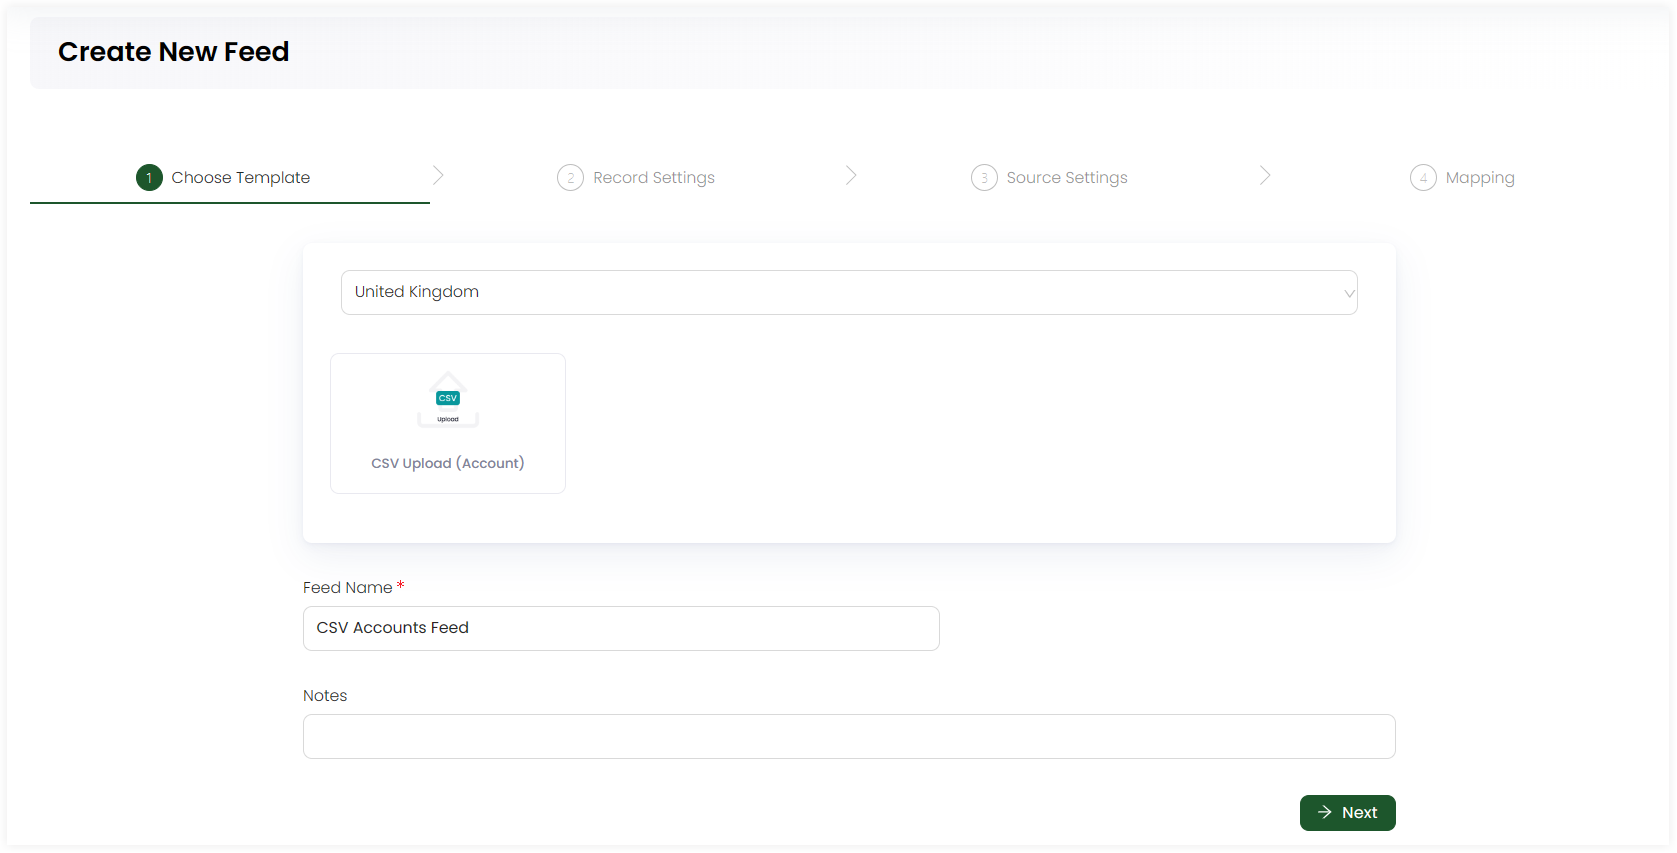 Create New Feed
1 Choose Template
2 Record Settings
3 Source Settings
4 Mapping
United Kingdom
CSV
Upload
CSV Upload (Account)
Feed Name *
CSV Accounts Feed
Notes
Next